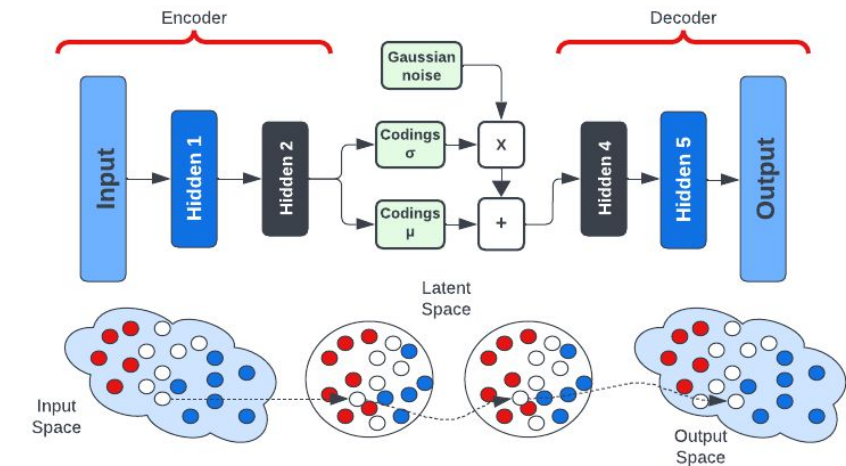 Encoder
Decoder
Gaussian
noise
Input
Hidden 1
Hidden 2
Codings
σ
X
Codings
μ
+
Hidden 4
Hidden 5
Output
Latent
Space
Input
Space
Output
Space